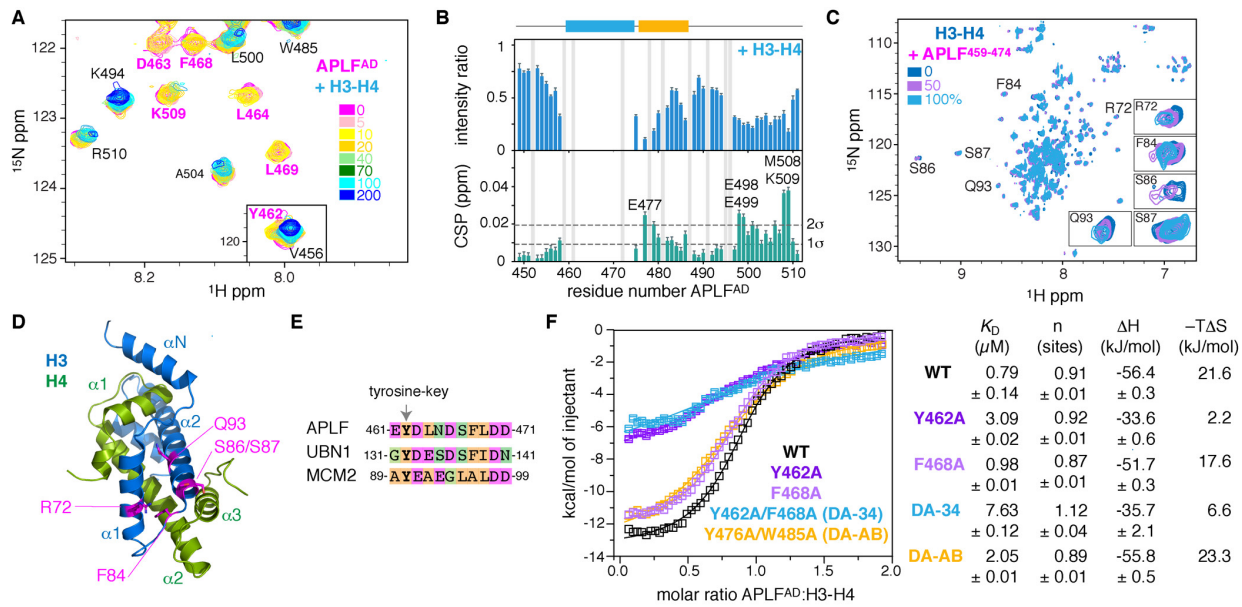 A
121
122
123
124
125
15N ppm
8.2
8.0
1H ppm
D463
F468
L500
W485
K494
K509
L464
R510
A504
L469
Y462
120
V456
APLFAD
+ H3-H4
0
5
10
20
40
70
100
200
B
+ H3-H4
intensity ratio
1
0.5
0
CSP (ppm)
0.04
0.02
0
E477
E498
E499
M508
K509
2σ
1σ
450
460
470
480
490
500
510
residue number APLFAD
C
H3-H4
+ APLF459-474
0
50
100%
110
115
120
125
130
15N ppm
9
8
7
1H ppm
F84
R72
S86
S87
Q93
R72
F84
S86
Q93
S87
D
H3
H4
αN
α1
α2
Q93
S86/S87
R72
α1
α3
F84
α2
E
tyrosine-key
APLF 461-EYDLNDSFLDD-471
UBN1 131-GYDESDSFIDN-141
MCM2 89-AYEAEGLALDD-99
F
kcal/mol of injectant
0
-2
-4
-6
-8
-10
-12
-14
0.0
0.5
1.0
1.5
2.0
molar ratio APLFAD:H3-H4
WT
Y462A
F468A
Y462A/F468A (DA-34)
Y476A/W485A (DA-AB)
KD n ΔH –TΔS
(µM) (sites) (kJ/mol) (kJ/mol)
WT 0.79 0.91 -56.4 21.6
± 0.14 ± 0.01 ± 0.3
Y462A 3.09 0.92 -33.6 2.2
± 0.02 ± 0.01 ± 0.6
F468A 0.98 0.87 -51.7 17.6
± 0.01 ± 0.01 ± 0.3
DA-34 7.63 1.12 -35.7 6.6
± 0.12 ± 0.04 ± 2.1
DA-AB 2.05 0.89 -55.8 23.3
± 0.01 ± 0.01 ± 0.5